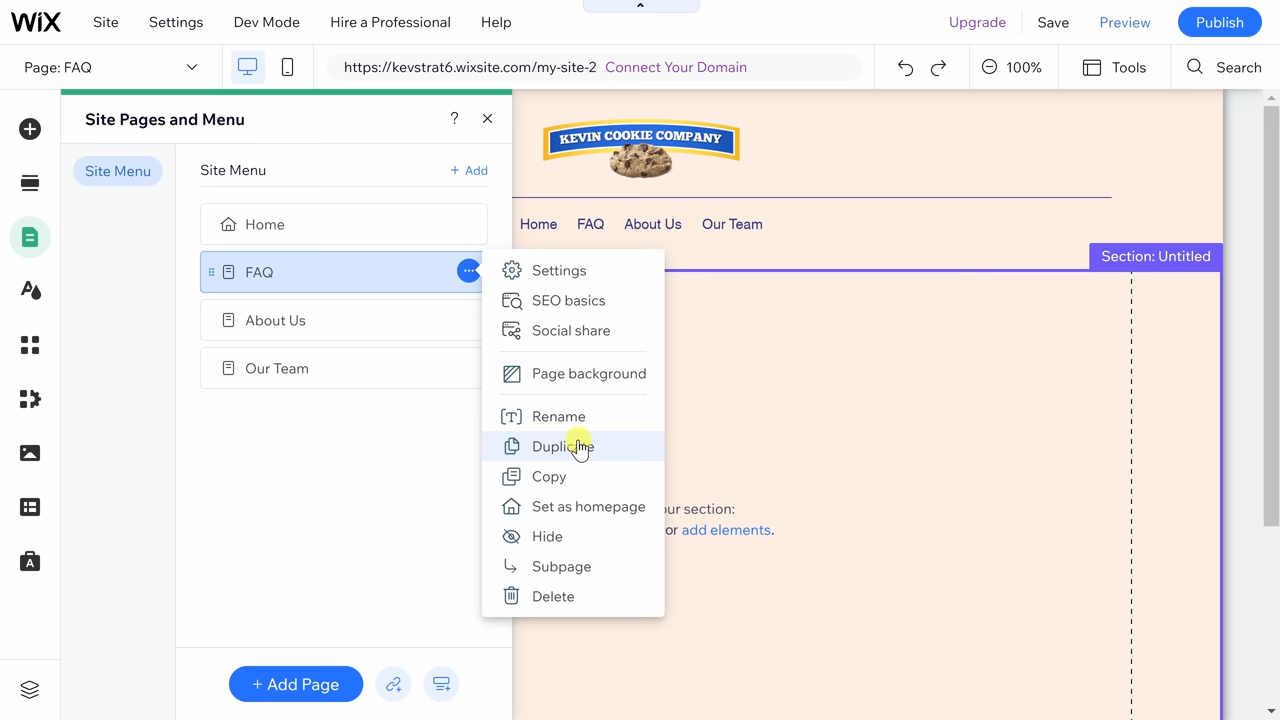 WiX Site Settings Dev Mode Hire a Professional Help Upgrade Save Preview Publish
Page: FAQ https://kevstrat6.wixsite.com/my-site-2 Connect Your Domain 100% Tools Search
Site Pages and Menu ?
Site Menu
Site Menu + Add
Home
FAQ
About Us
Our Team
+ Add Page
Settings
SEO basics
Social share
Page background
Rename
Copy
Set as homepage
Hide
Subpage
Delete
KEVIN COOKIE COMPANY
Home FAQ About Us Our Team
Section: Untitled
section:
or add elements.